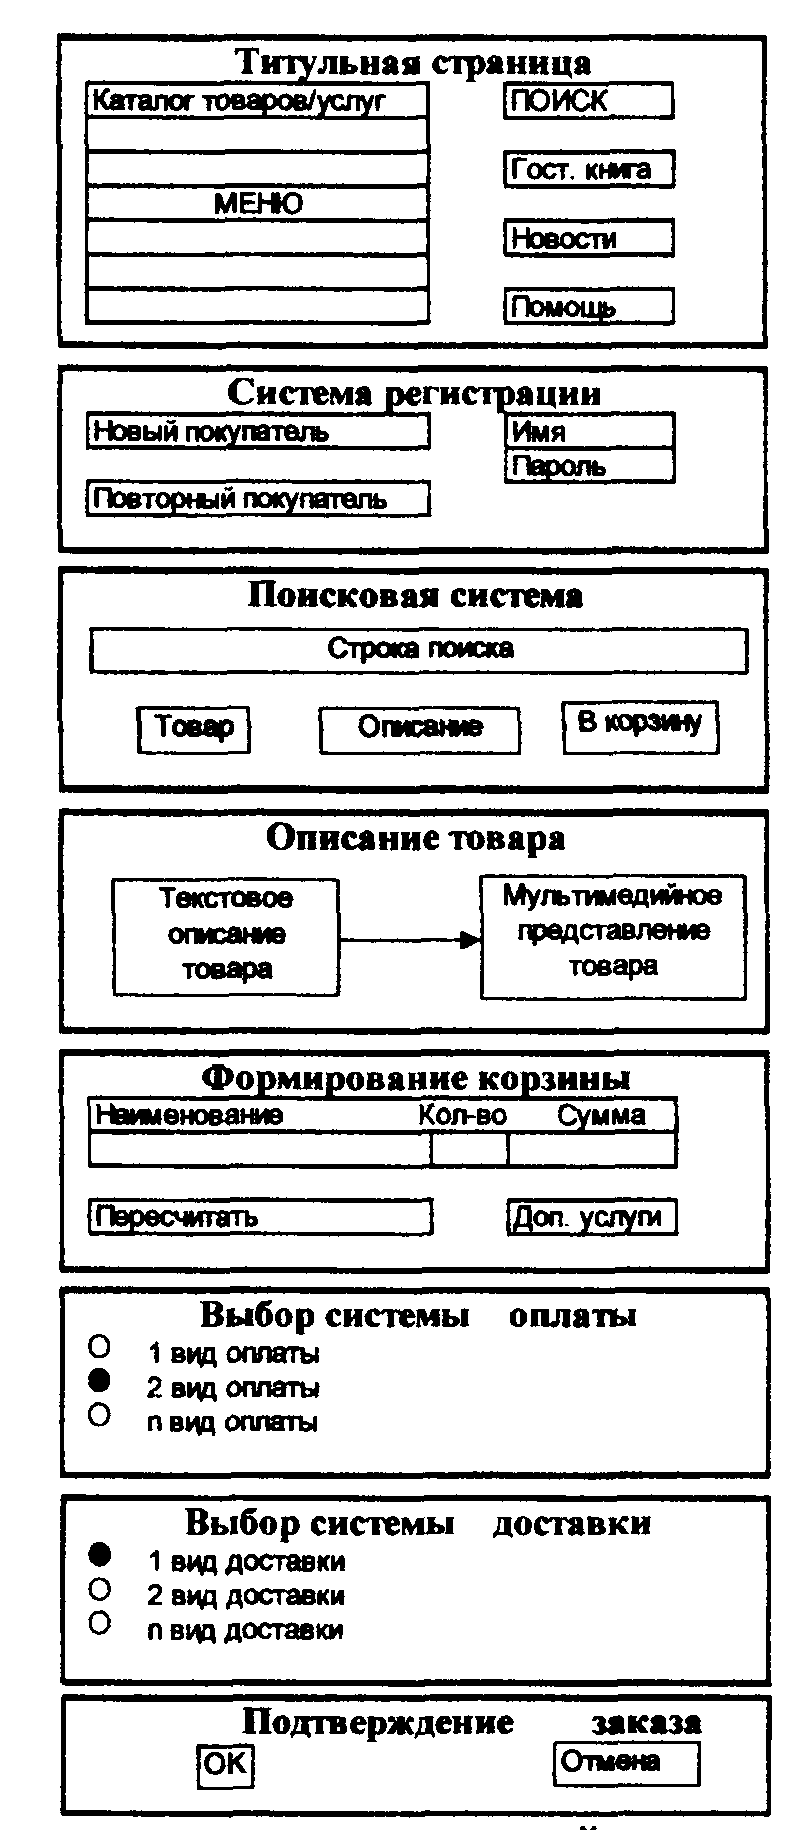 Титульная страница
Каталог товаров/услуг
ПОИСК
Гост. книга
МЕНЮ
Новости
Помощь
Система регистрации
Новый покупатель
Имя
Пароль
Повторный покупатель
Поисковая система
Строка поиска
Товар
Описание
В корзину
Описание товара
Текстовое
описание
товара
Мультимедийное
представление
товара
Формирование корзины
Наименование Кол-во Сумма
Пересчитать
Доп. услуги
Выбор системы оплаты
1 вид оплаты
2 вид оплаты
n вид оплаты
Выбор системы доставки
1 вид доставки
2 вид доставки
n вид доставки
Подтверждение заказа
OK
Отмена